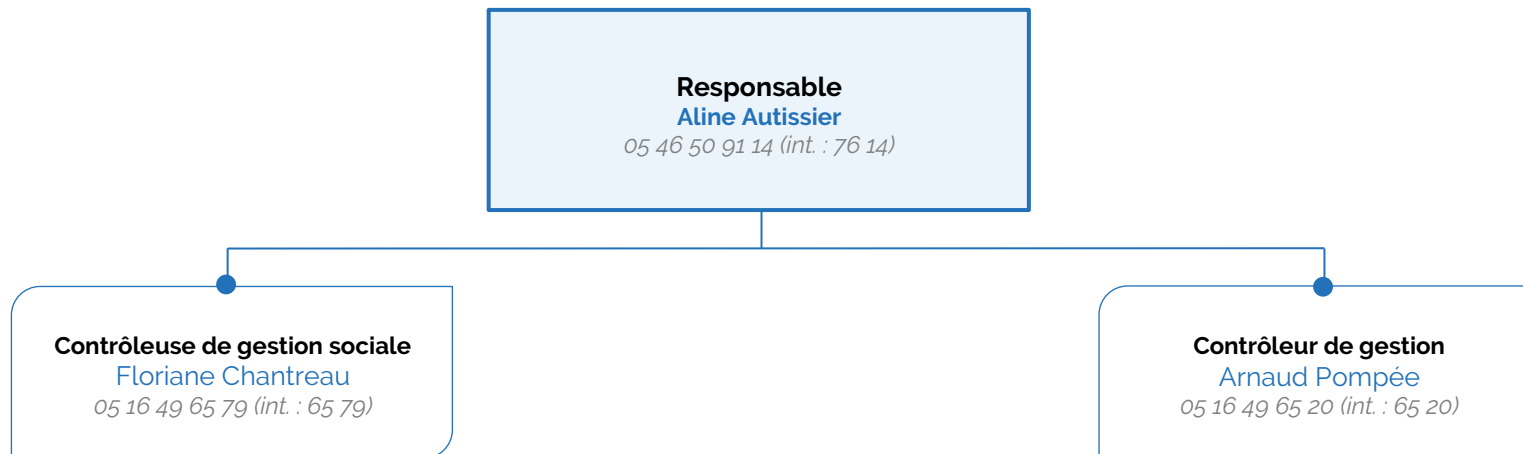 Responsable
Aline Autissier
05 46 50 91 14 (int. : 76 14)
Contrôleuse de gestion sociale
Floriane Chantreau
05 16 49 65 79 (int. : 65 79)
Contrôleur de gestion
Arnaud Pompée
05 16 49 65 20 (int. : 65 20)